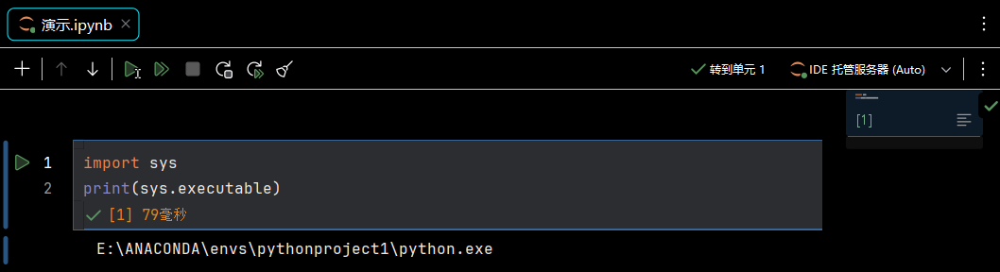 演示.ipynb
转到单元 1
IDE 托管服务器 (Auto)
[1]
1 import sys
2 print(sys.executable)
[1] 79毫秒
E:\ANACONDA\envs\pythonproject1\python.exe